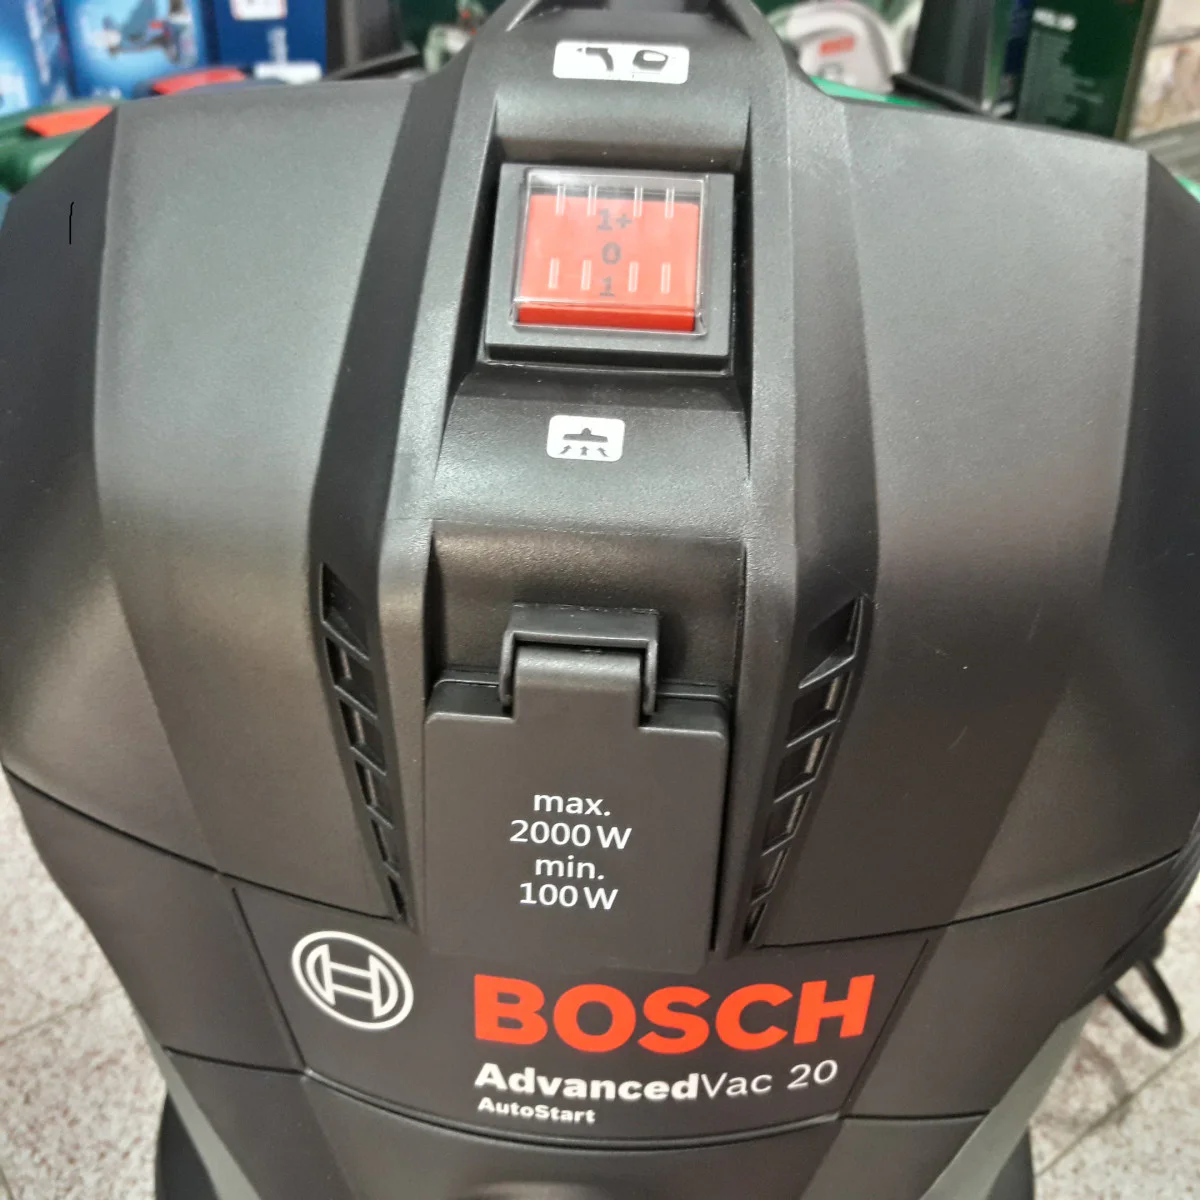 1+
0
1
max.
2000 W
min.
100 W
BOSCH
AdvancedVac 20
AutoStart